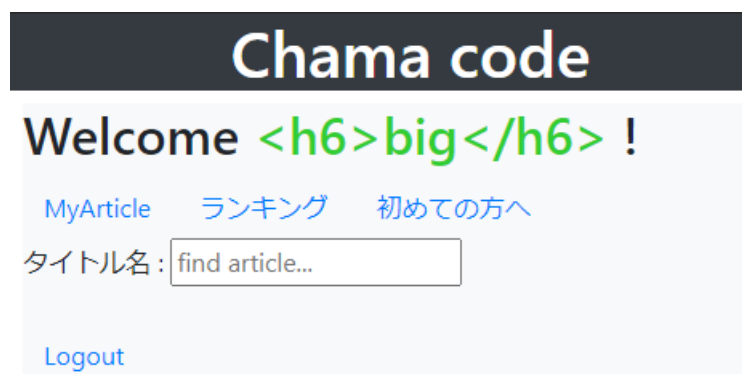 Chama code
Welcome <h6>big</h6> !
MyArticle ランキング 初めての方へ
タイトル名 : find article...
Logout